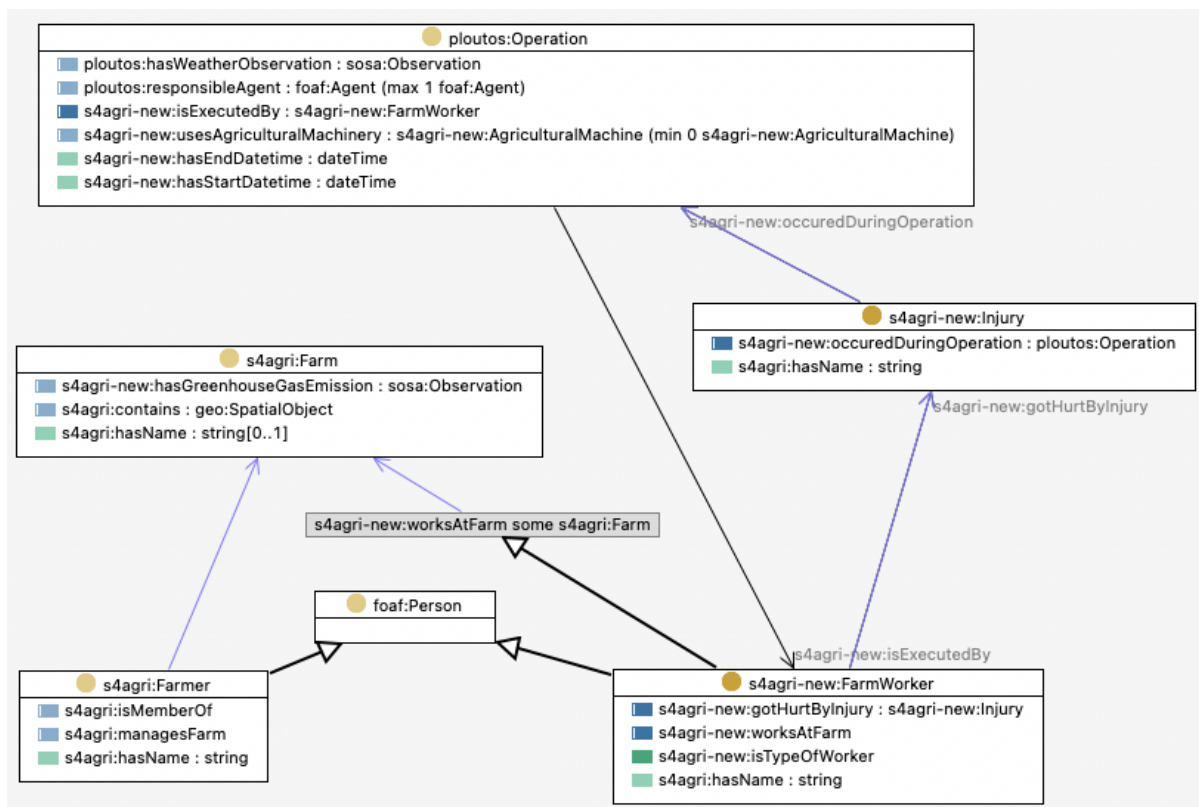 ploutos:Operation
ploutos:hasWeatherObservation : sosa:Observation
ploutos:responsibleAgent : foaf:Agent (max 1 foaf:Agent)
s4agri-new:isExecutedBy : s4agri-new:FarmWorker
s4agri-new:usesAgriculturalMachinery : s4agri-new:AgriculturalMachine (min 0 s4agri-new:AgriculturalMachine)
s4agri-new:hasEndDatetime : dateTime
s4agri-new:hasStartDatetime : dateTime
s4agri-new:occuredDuringOperation
s4agri-new:Injury
s4agri-new:occuredDuringOperation : ploutos:Operation
s4agri:hasName : string
s4agri-new:gotHurtByInjury
s4agri:Farm
s4agri-new:hasGreenhouseGasEmission : sosa:Observation
s4agri:contains : geo:SpatialObject
s4agri:hasName : string[0..1]
s4agri-new:worksAtFarm some s4agri:Farm
foaf:Person
s4agri-new:isExecutedBy
s4agri:Farmer
s4agri:isMemberOf
s4agri:managesFarm
s4agri:hasName : string
s4agri-new:FarmWorker
s4agri-new:gotHurtByInjury : s4agri-new:Injury
s4agri-new:worksAtFarm
s4agri-new:isTypeOfWorker
s4agri:hasName : string